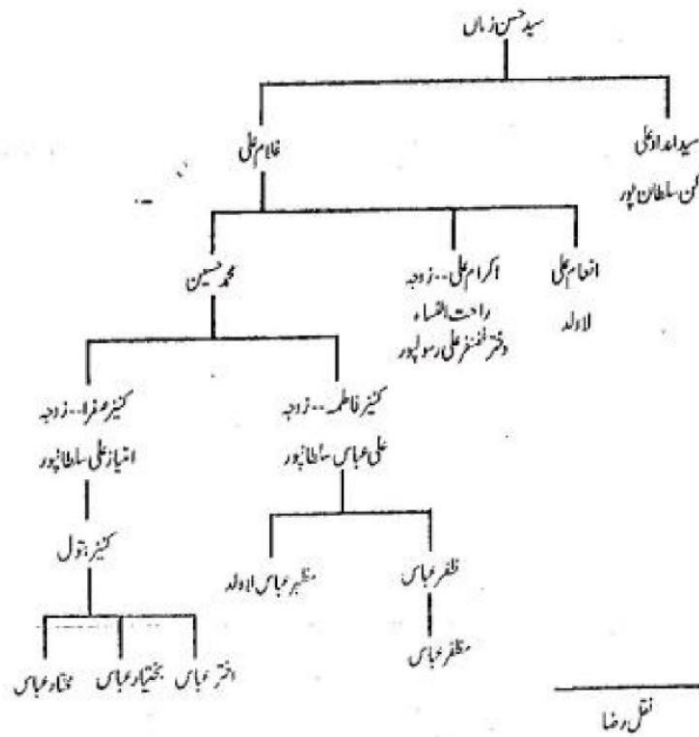 سید حسن زماں
سید امداد علی
غلام علی
سلطان پور
انعام علی
لاولد
اکرام علی--زوجہ
راحت النساء
دختر غضنفر علی رسولپور
محمد حسین
کنیز فاطمہ--زوجہ
علی عباس سلطانپور
کنیز صغرا--زوجہ
امتیاز علی سلطانپور
کنیز بتول
ظفر عباس
مظہر عباس لاولد
مظفر عباس
اختر عباس
بختیار عباس
مختار عباس
نقل رضا